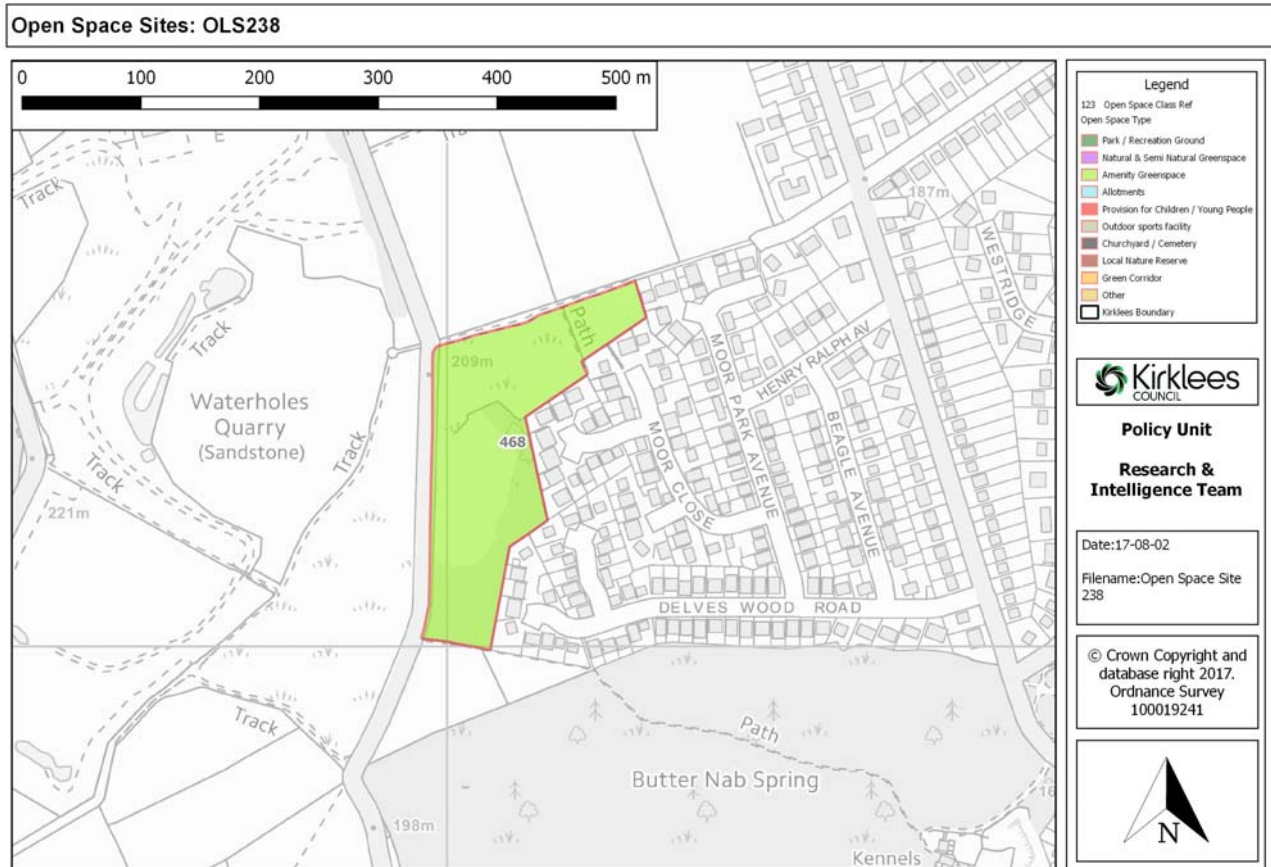 Open Space Sites: OLS238
0 100 200 300 400 500 m
Track
E
Track
187m
WESTRIDGE
Path
209m
MOOR PARK AVENUE
HENRY RALPH AV
Track
Waterholes
Quarry
(Sandstone)
468
BEAGLE AVENUE
MOOR CLOSE
Track
Track
221m
DELVES WOOD ROAD
Track
Path
Butter Nab Spring
198m
Kennels
Legend
123 Open Space Class Ref
Open Space Type
Park / Recreation Ground
Natural & Semi Natural Greenspace
Amenity Greenspace
Allotments
Provision for Children / Young People
Outdoor sports facility
Churchyard / Cemetery
Local Nature Reserve
Green Corridor
Other
Kirklees Boundary
Kirklees
COUNCIL
Policy Unit
Research &
Intelligence Team
Date:17-08-02
Filename:Open Space Site
238
© Crown Copyright and
database right 2017.
Ordnance Survey
100019241
N